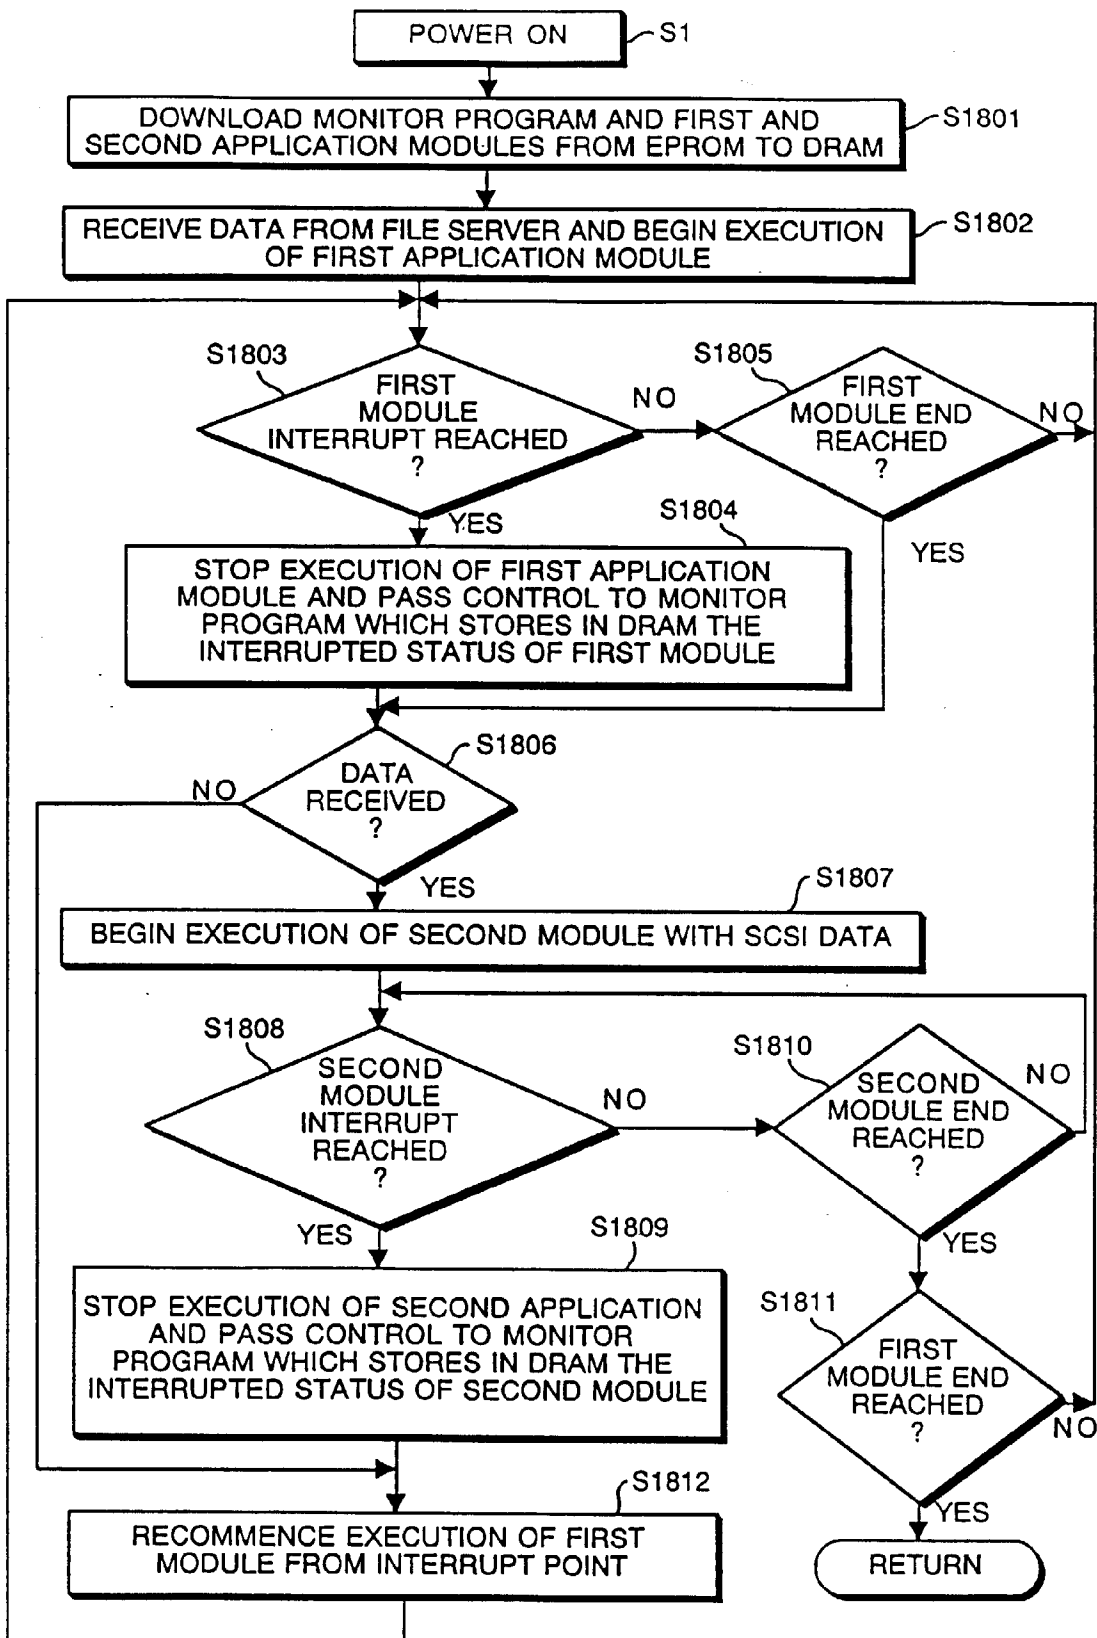 POWER ON
S1
DOWNLOAD MONITOR PROGRAM AND FIRST AND
SECOND APPLICATION MODULES FROM EPROM TO DRAM
S1801
RECEIVE DATA FROM FILE SERVER AND BEGIN EXECUTION
OF FIRST APPLICATION MODULE
S1802
S1803
FIRST
MODULE
INTERRUPT REACHED
?
NO
YES
S1805
FIRST
MODULE END
REACHED
?
NO
YES
S1804
STOP EXECUTION OF FIRST APPLICATION
MODULE AND PASS CONTROL TO MONITOR
PROGRAM WHICH STORES IN DRAM THE
INTERRUPTED STATUS OF FIRST MODULE
S1806
DATA
RECEIVED
?
NO
YES
S1807
BEGIN EXECUTION OF SECOND MODULE WITH SCSI DATA
S1808
SECOND
MODULE
INTERRUPT
REACHED
?
NO
YES
S1810
SECOND
MODULE END
REACHED
?
NO
YES
S1809
STOP EXECUTION OF SECOND APPLICATION
AND PASS CONTROL TO MONITOR
PROGRAM WHICH STORES IN DRAM THE
INTERRUPTED STATUS OF SECOND MODULE
S1811
FIRST
MODULE END
REACHED
?
NO
YES
S1812
RECOMMENCE EXECUTION OF FIRST
MODULE FROM INTERRUPT POINT
RETURN